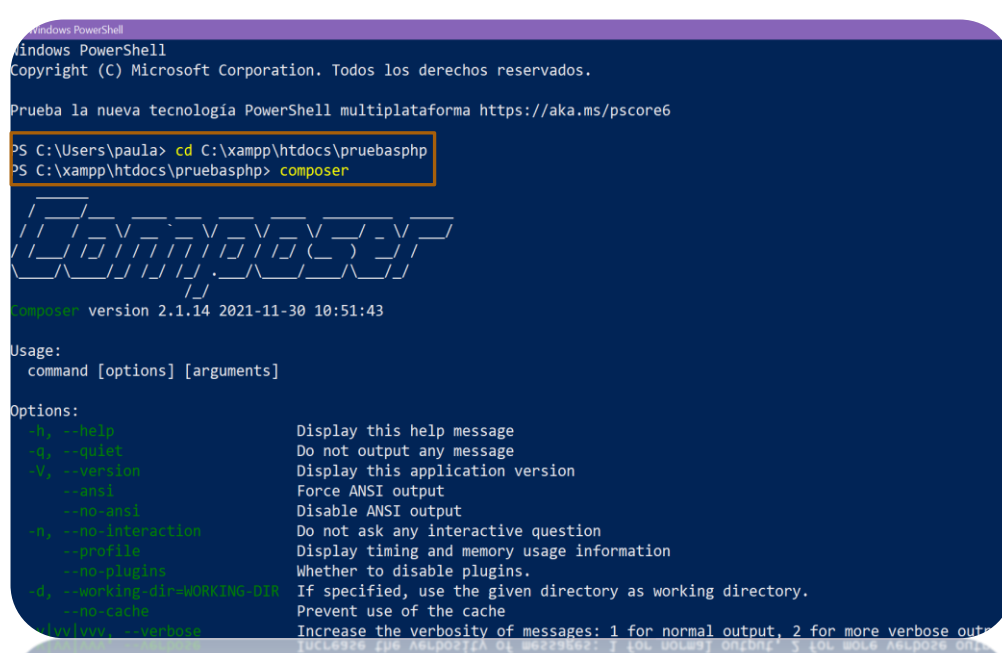 Windows PowerShell
Windows PowerShell
Copyright (C) Microsoft Corporation. Todos los derechos reservados.
Prueba la nueva tecnología PowerShell multiplataforma https://aka.ms/pscore6
PS C:\Users\paula> cd C:\xampp\htdocs\pruebasphp
PS C:\xampp\htdocs\pruebasphp> composer
Composer
Composer version 2.1.14 2021-11-30 10:51:43
Usage:
command [options] [arguments]
Options:
-h, --help Display this help message
-q, --quiet Do not output any message
-V, --version Display this application version
--ansi Force ANSI output
--no-ansi Disable ANSI output
-n, --no-interaction Do not ask any interactive question
--profile Display timing and memory usage information
--no-plugins Whether to disable plugins.
-d, --working-dir=WORKING-DIR If specified, use the given directory as working directory.
--no-cache Prevent use of the cache
v|vv|vvv, --verbose Increase the verbosity of messages: 1 for normal output, 2 for more verbose outp